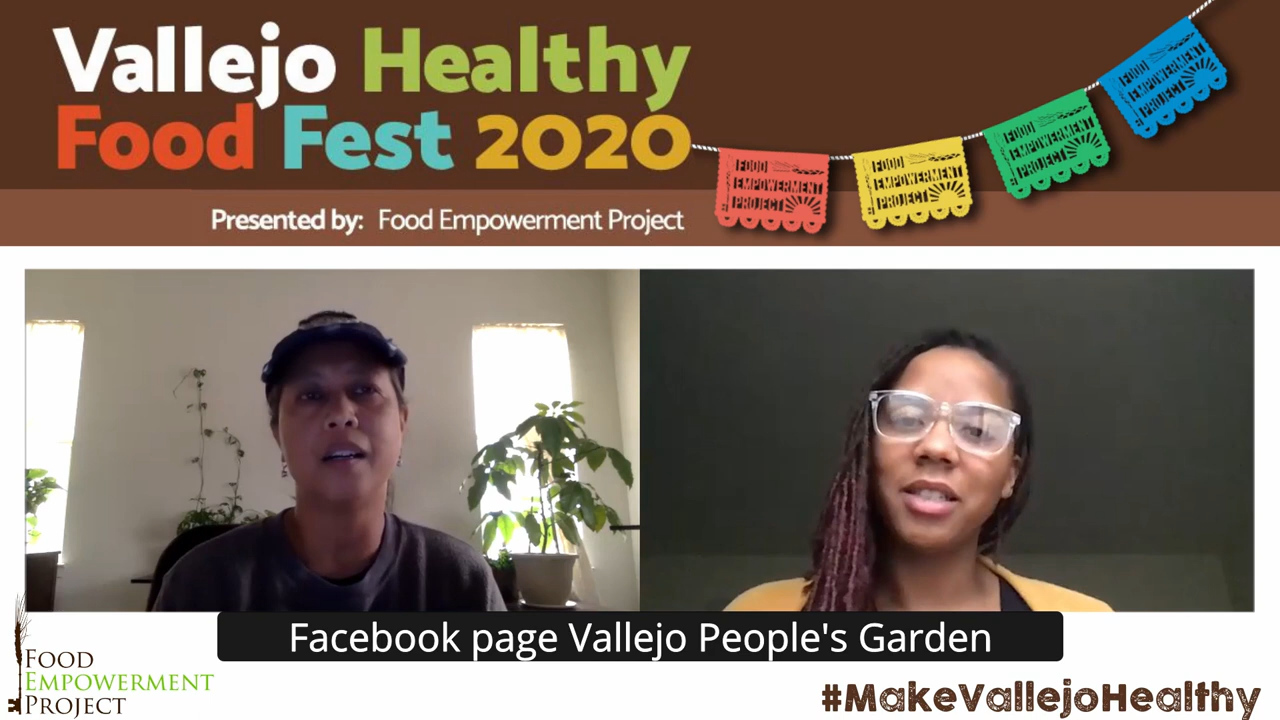 Vallejo Healthy
Food Fest 2020
Presented by: Food Empowerment Project
FOOD
EMPOWERMENT
PROJECT
FOOD
EMPOWERMENT
PROJECT
FOOD
EMPOWERMENT
PROJECT
FOOD
EMPOWERMENT
PROJECT
Facebook page Vallejo People's Garden
FOOD
EMPOWERMENT
PROJECT
#MakeVallejoHealthy